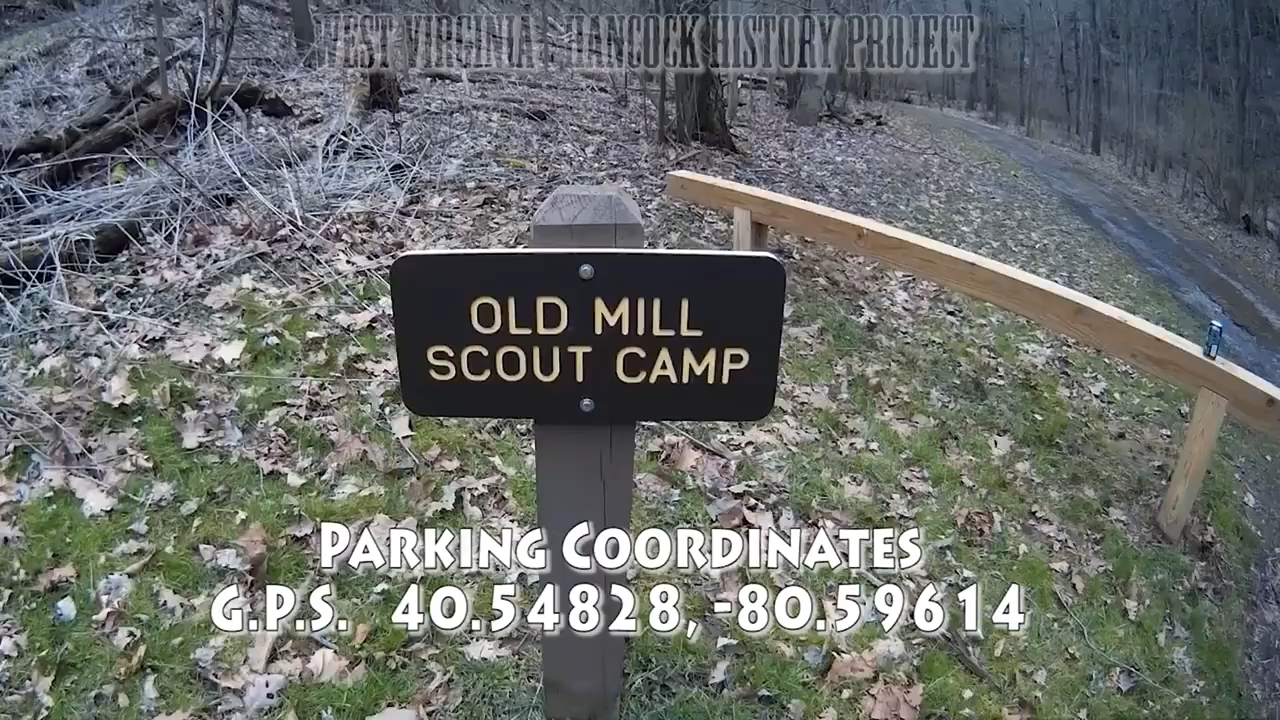 WEST VIRGINIA - HANCOCK HISTORY PROJECT
OLD MILL
SCOUT CAMP
PARKING COORDINATES
G.P.S. 40.54828, -80.59614